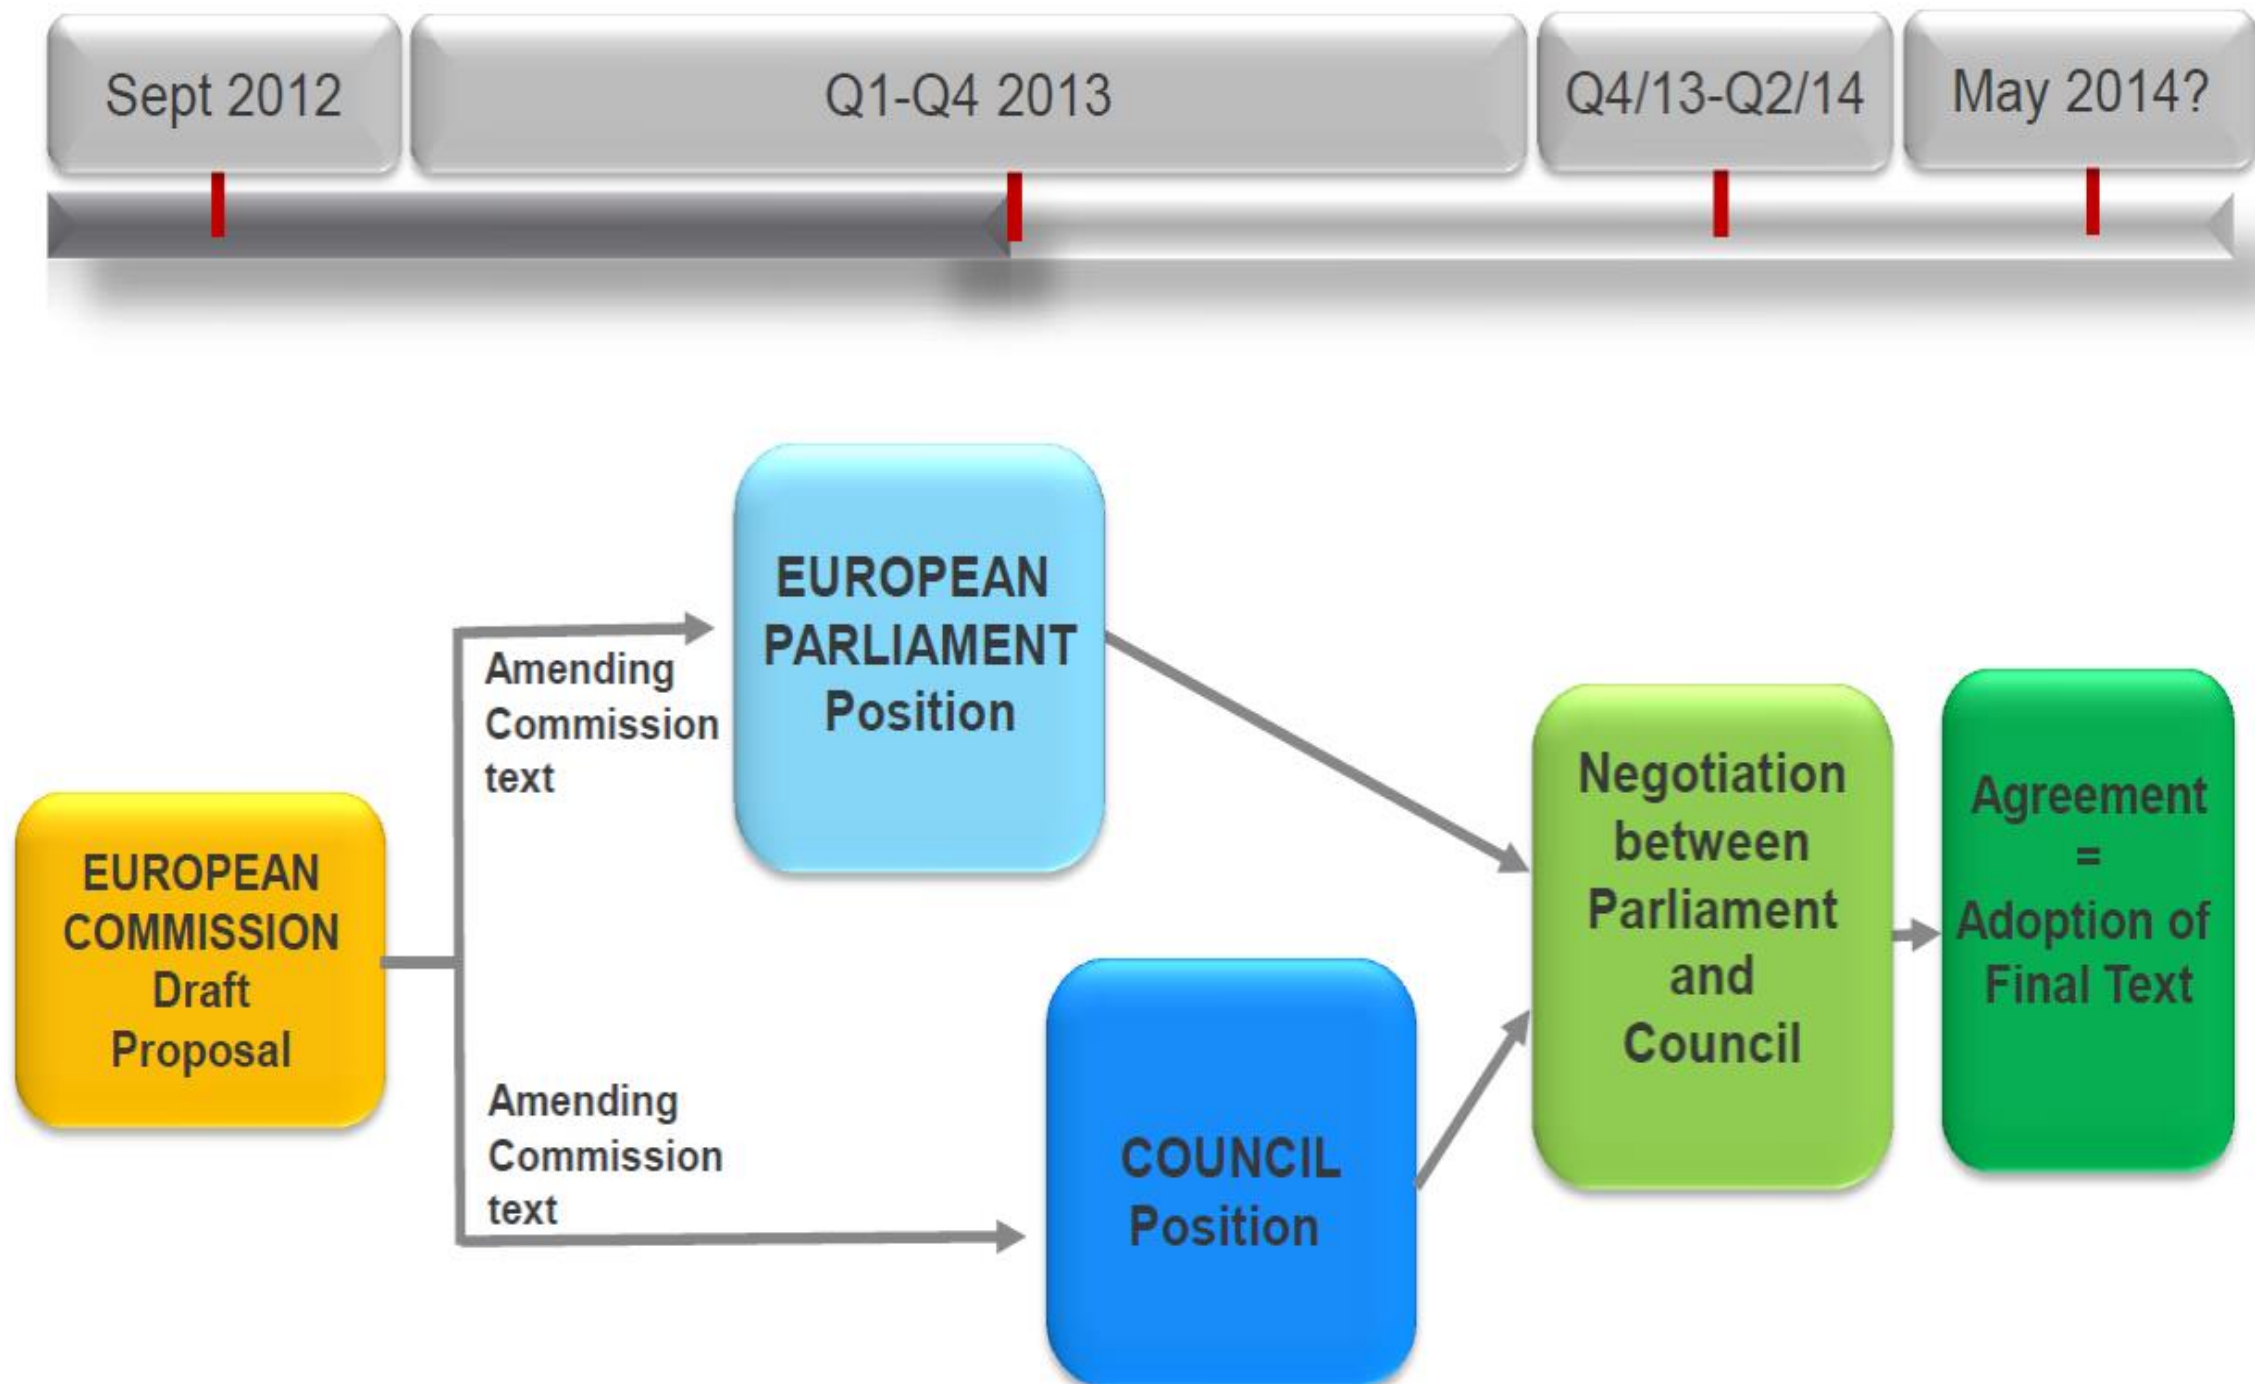 Sept 2012
Q1-Q4 2013
Q4/13-Q2/14
May 2014?
EUROPEAN
COMMISSION
Draft
Proposal
Amending
Commission
text
EUROPEAN
PARLIAMENT
Position
Amending
Commission
text
COUNCIL
Position
Negotiation
between
Parliament
and
Council
Agreement
=
Adoption of
Final Text